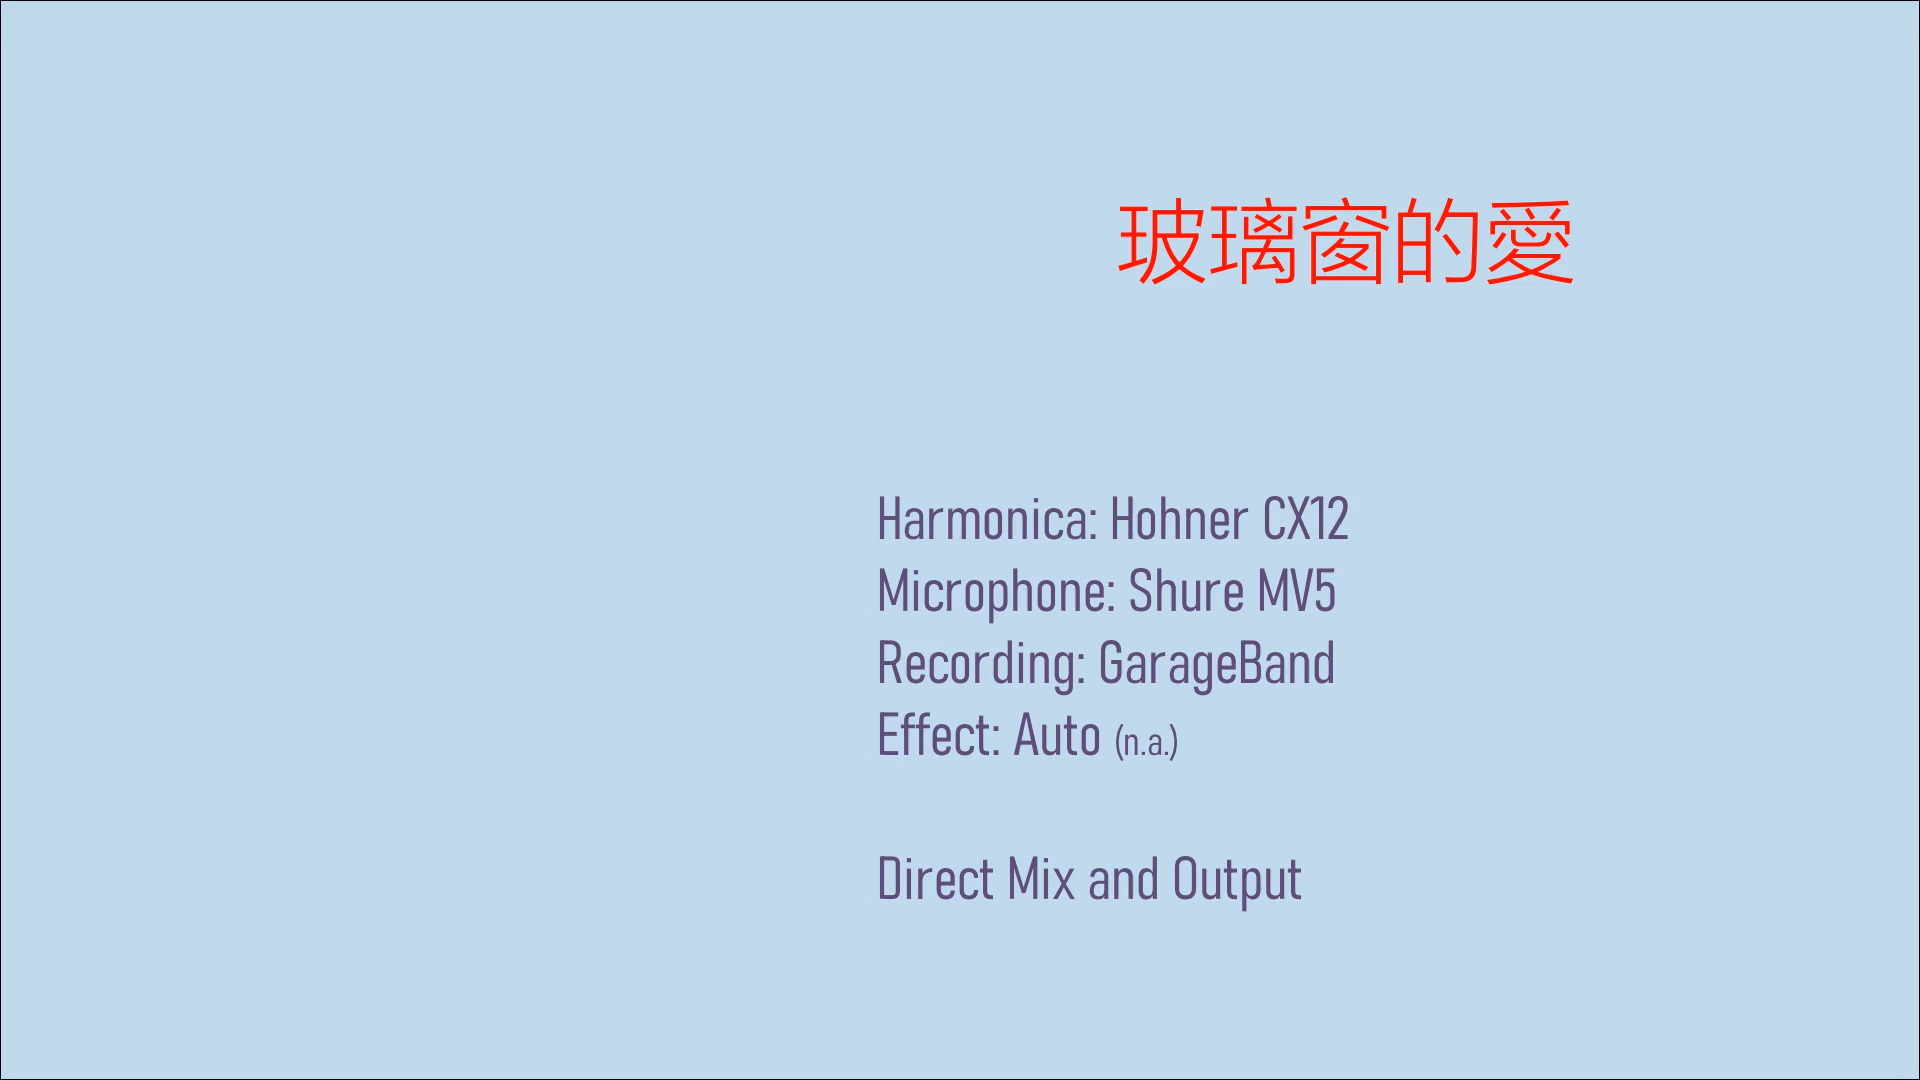 玻璃窗的愛
Harmonica: Hohner CX12
Microphone: Shure MV5
Recording: GarageBand
Effect: Auto (n.a.)
Direct Mix and Output